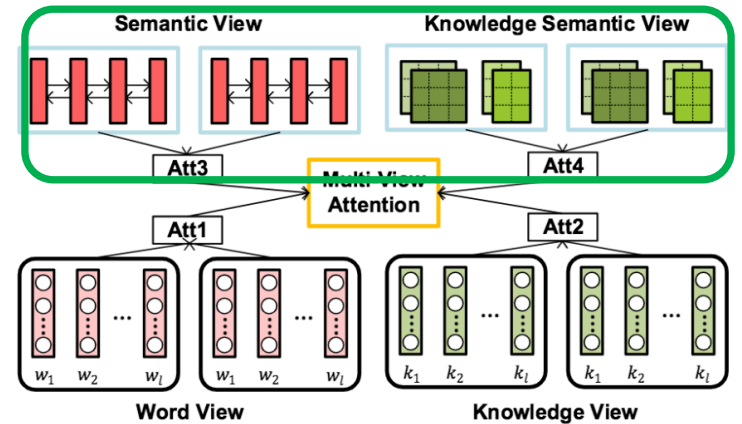 Semantic View
Knowledge Semantic View
Att3
Att4
Multi-View
Attention
Att1
Att2
w₁ w₂ ... wₗ
w₁ w₂ ... wₗ
k₁ k₂ ... kₗ
k₁ k₂ ... kₗ
Word View
Knowledge View